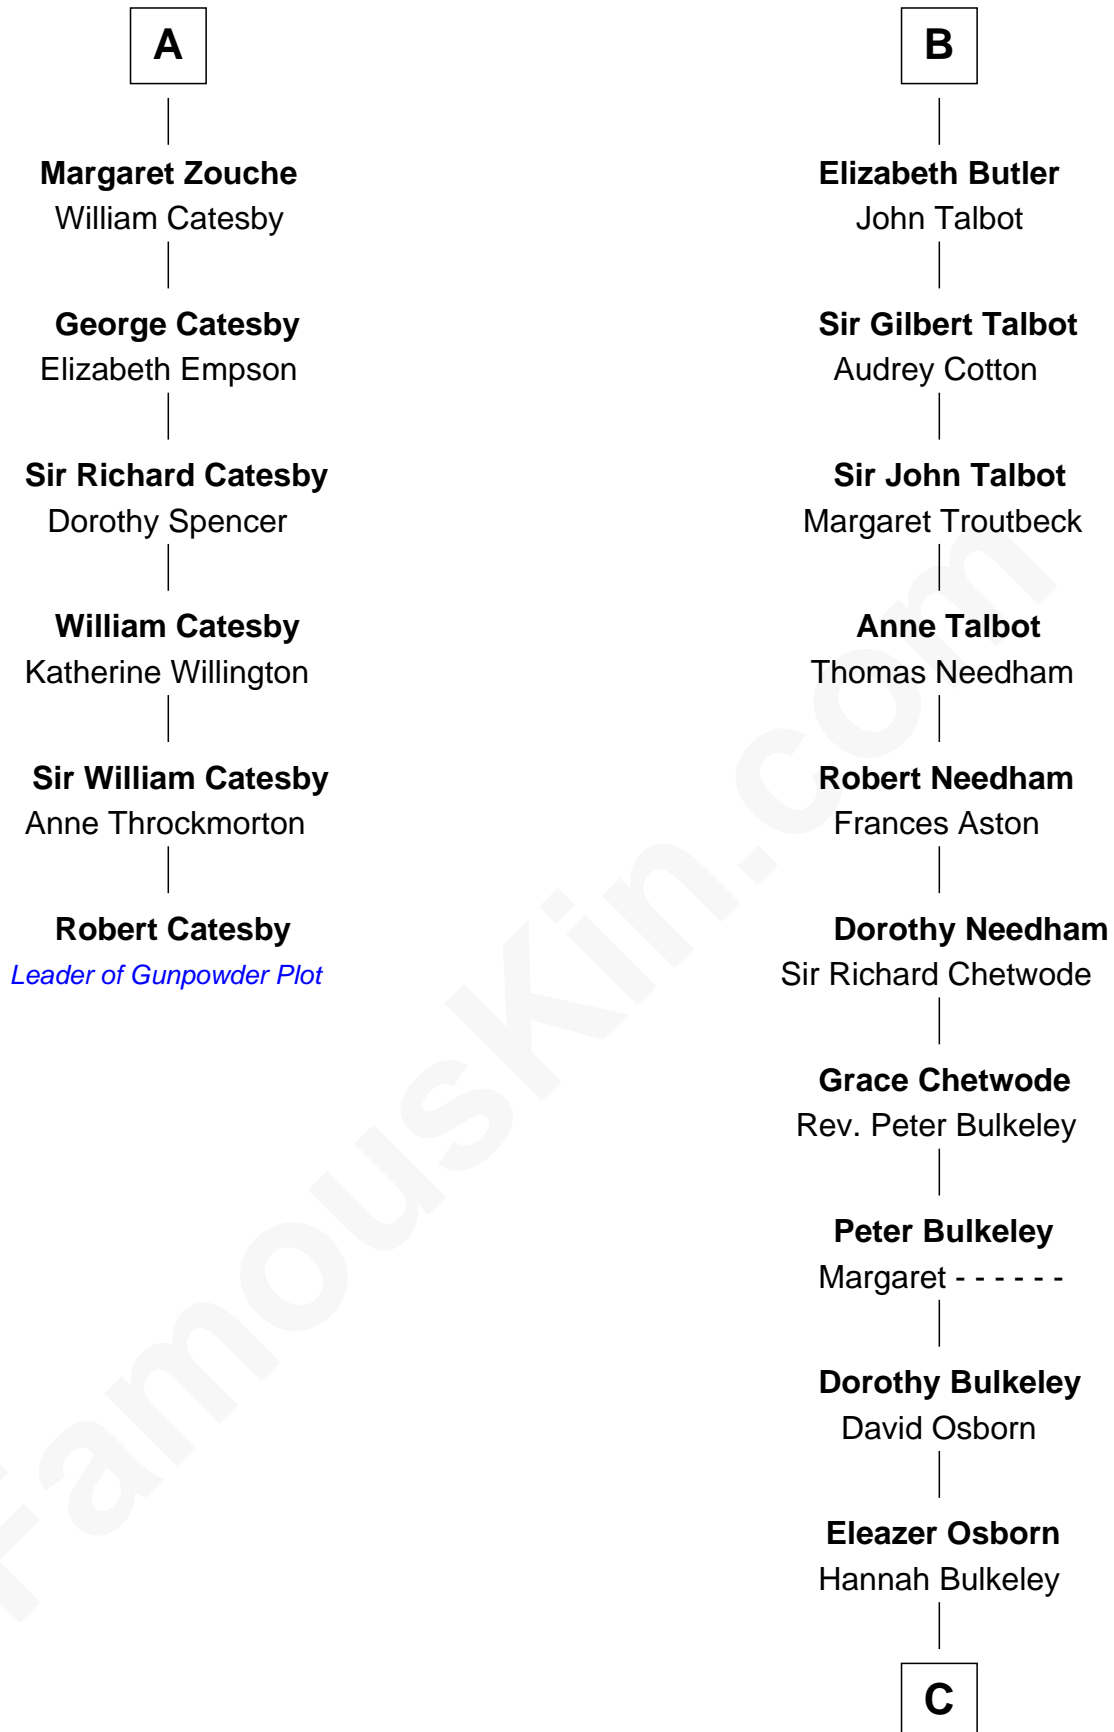 A
Margaret Zouche
William Catesby
George Catesby
Elizabeth Empson
Sir Richard Catesby
Dorothy Spencer
William Catesby
Katherine Willington
Sir William Catesby
Anne Throckmorton
Robert Catesby
Leader of Gunpowder Plot
B
Elizabeth Butler
John Talbot
Sir Gilbert Talbot
Audrey Cotton
Sir John Talbot
Margaret Troutbeck
Anne Talbot
Thomas Needham
Robert Needham
Frances Aston
Dorothy Needham
Sir Richard Chetwode
Grace Chetwode
Rev. Peter Bulkeley
Peter Bulkeley
Margaret - - - - - -
Dorothy Bulkeley
David Osborn
Eleazer Osborn
Hannah Bulkeley
C
FamousKin.com